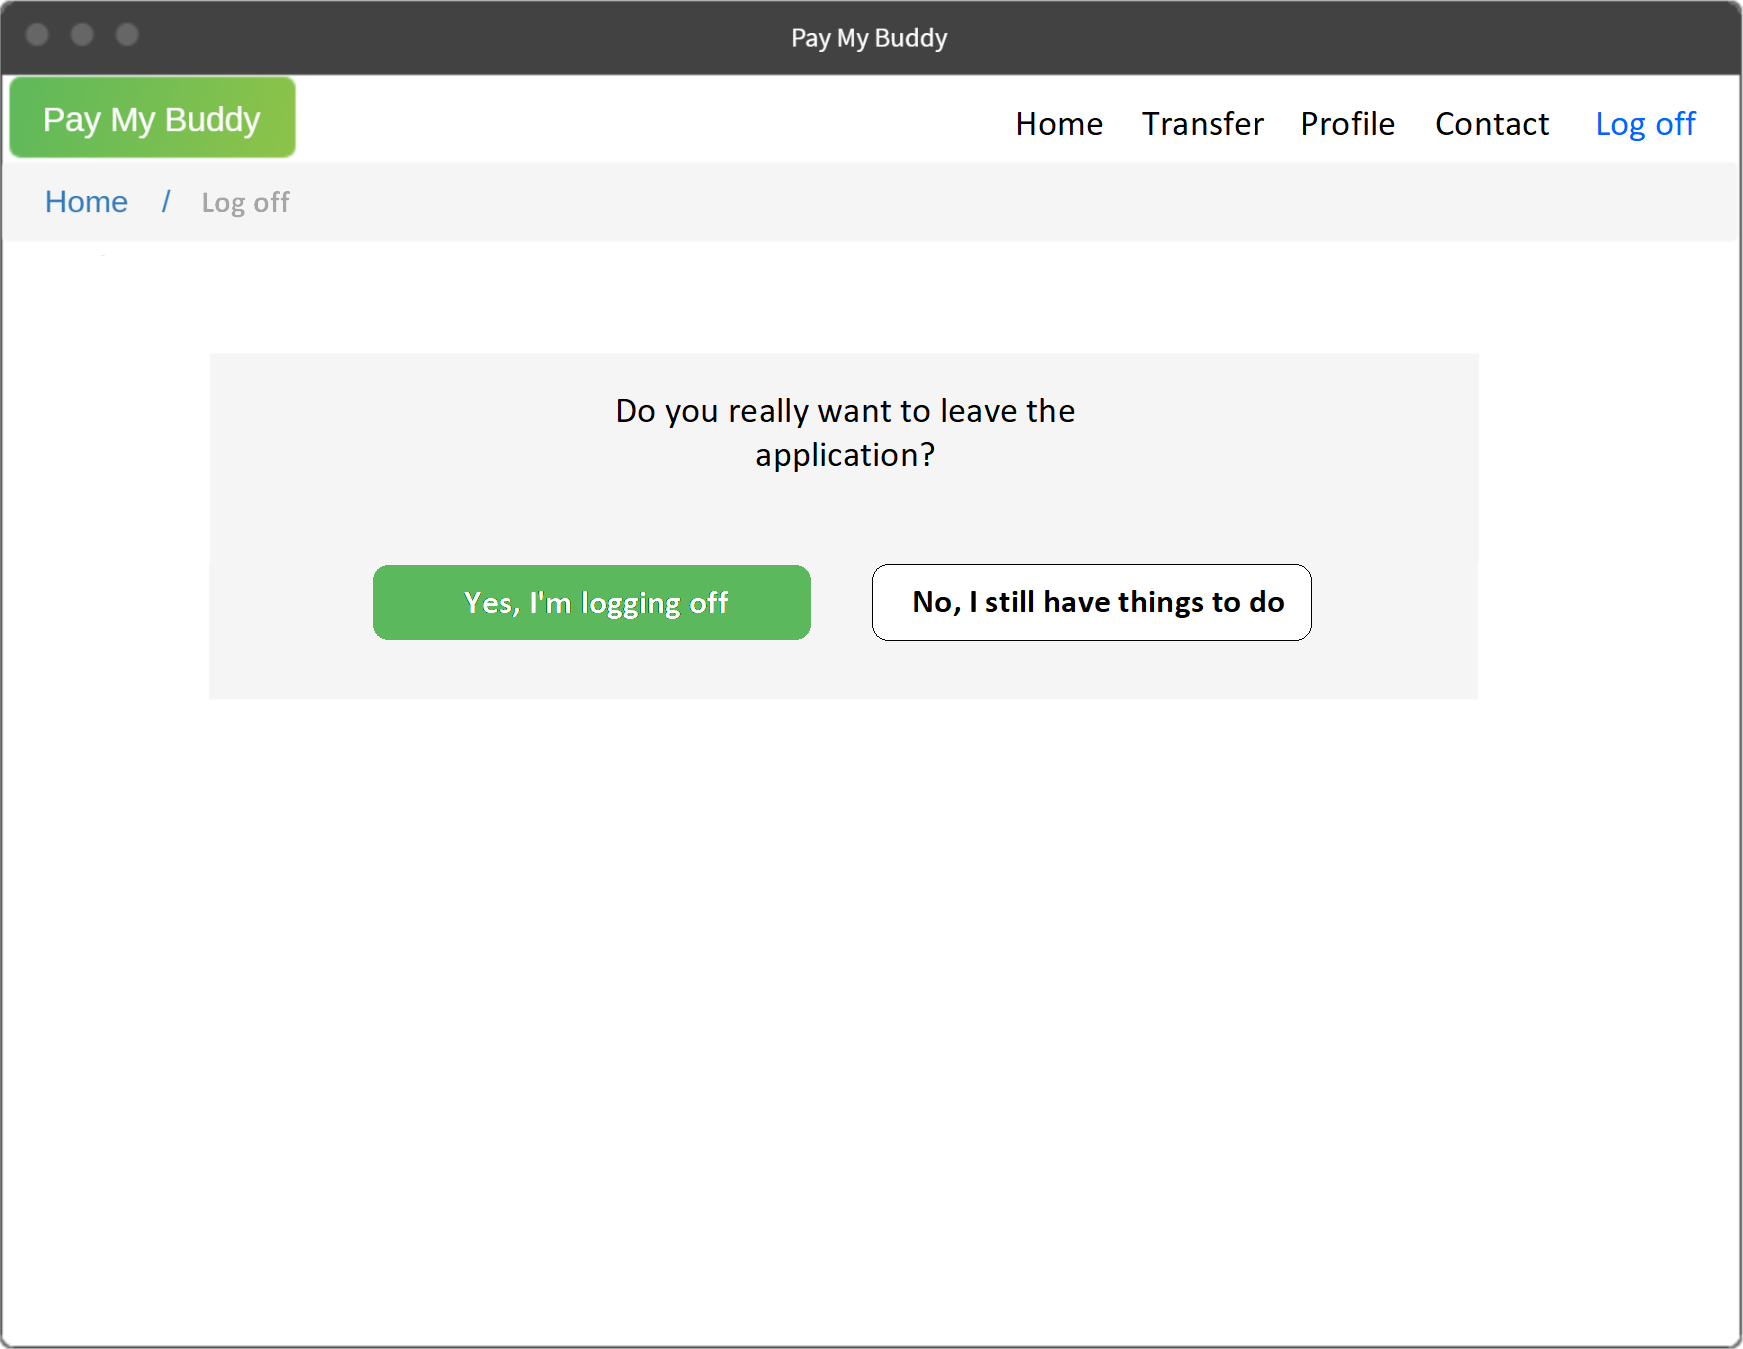 Pay My Buddy
Pay My Buddy
Home Transfer Profile Contact Log off
Home / Log off
Do you really want to leave the
application?
Yes, I'm logging off
No, I still have things to do